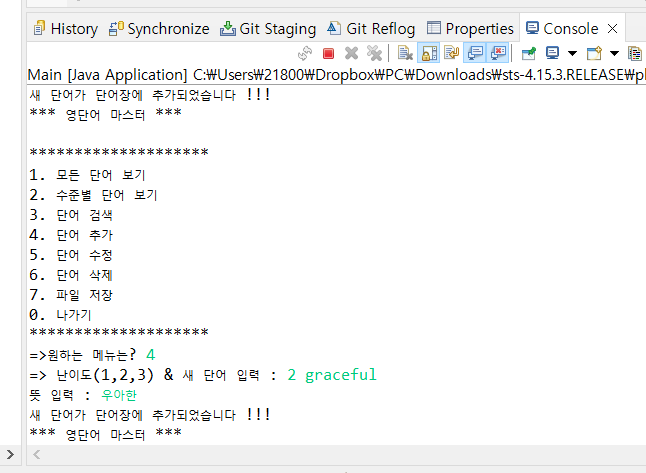 History Synchronize Git Staging Git Reflog Properties Console
Main [Java Application] C:₩Users₩21800₩Dropbox₩PC₩Downloads₩sts-4.15.3.RELEASE₩pl
새 단어가 단어장에 추가되었습니다 !!!
*** 영단어 마스터 ***
********************
1. 모든 단어 보기
2. 수준별 단어 보기
3. 단어 검색
4. 단어 추가
5. 단어 수정
6. 단어 삭제
7. 파일 저장
0. 나가기
********************
=>원하는 메뉴는? 4
=> 난이도(1,2,3) & 새 단어 입력 : 2 graceful
뜻 입력 : 우아한
새 단어가 단어장에 추가되었습니다 !!!
*** 영단어 마스터 ***